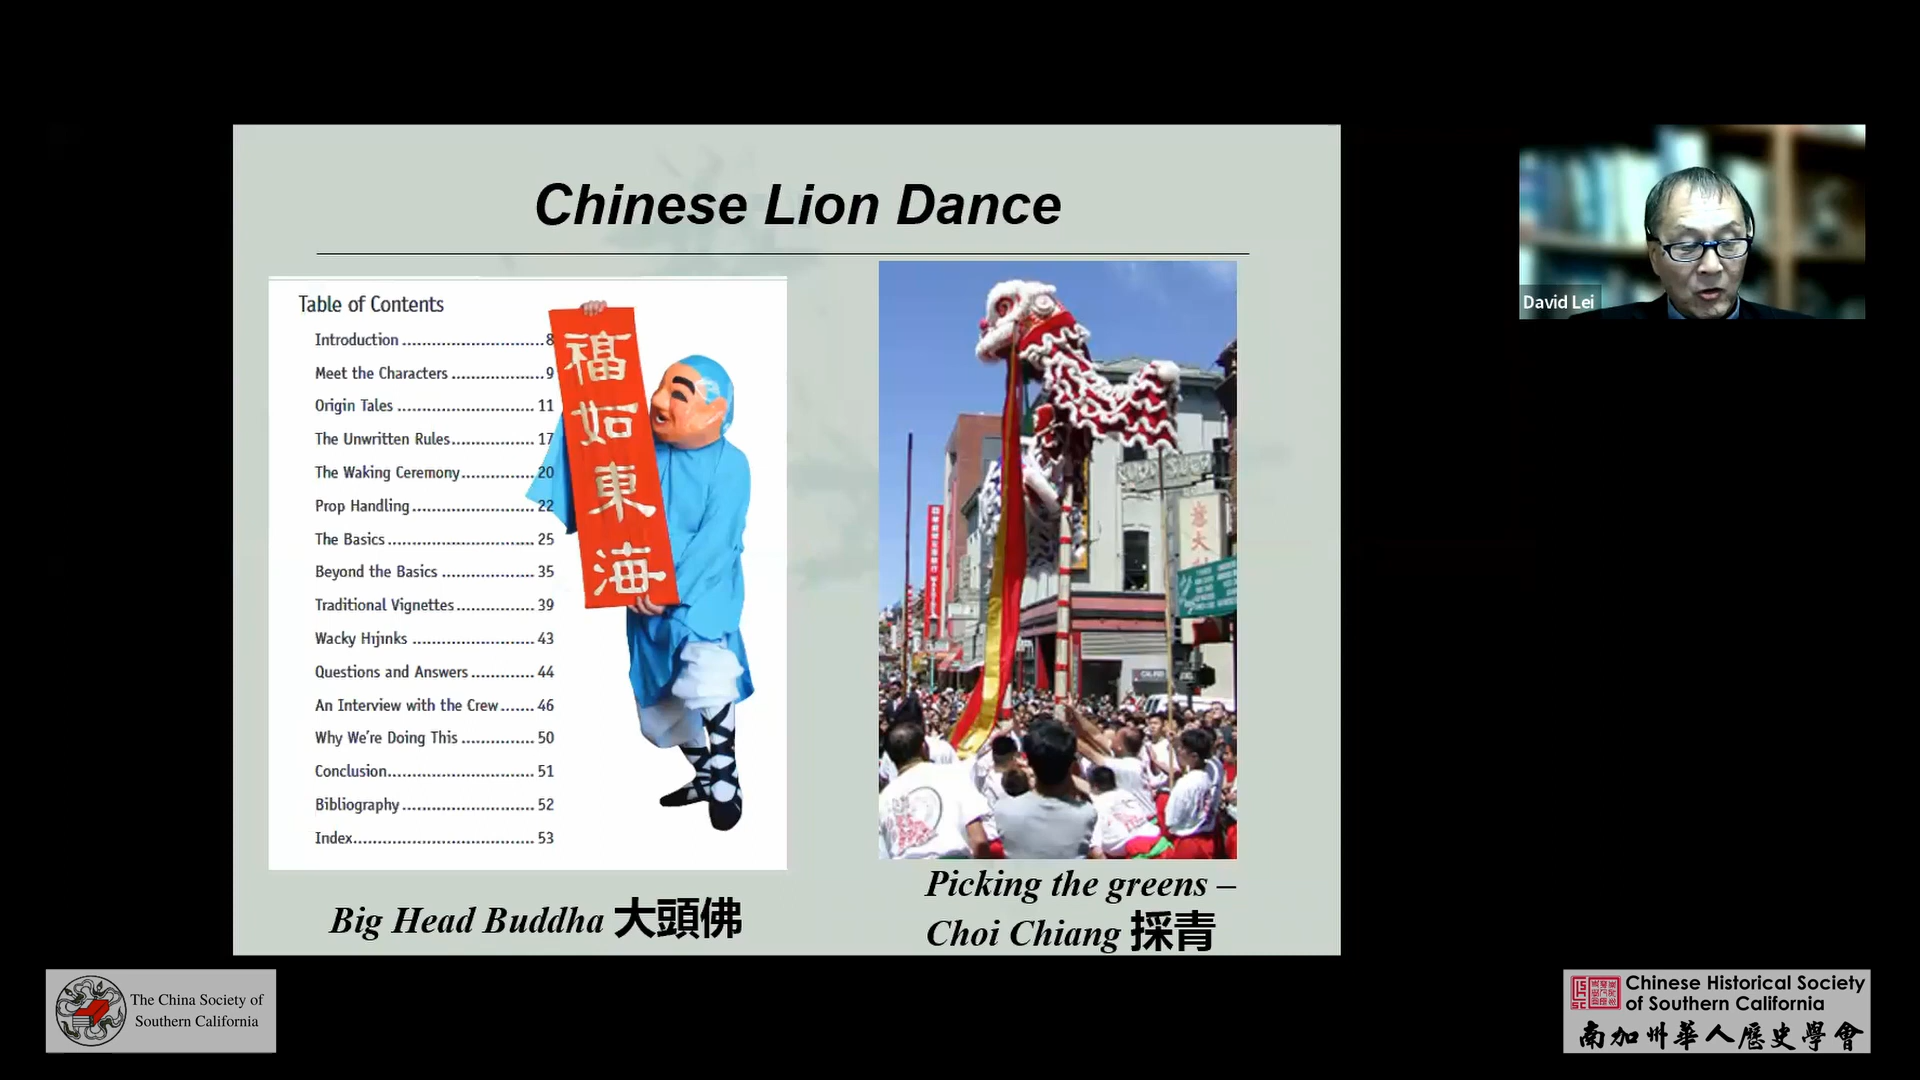 Chinese Lion Dance
Table of Contents
Introduction ............................8
Meet the Characters ...................9
Origin Tales ........................... 11
The Unwritten Rules................. 17
The Waking Ceremony............... 20
Prop Handling ......................... 22
The Basics .............................. 25
Beyond the Basics ................... 35
Traditional Vignettes ................ 39
Wacky Hijinks ......................... 43
Questions and Answers ............. 44
An Interview with the Crew ....... 46
Why We're Doing This ............... 50
Conclusion.............................. 51
Bibliography ........................... 52
Index..................................... 53
福如東海
Big Head Buddha 大頭佛
Picking the greens –
Choi Chiang 採青
David Lei
The China Society of
Southern California
Chinese Historical Society
of Southern California
南加州華人歷史學會